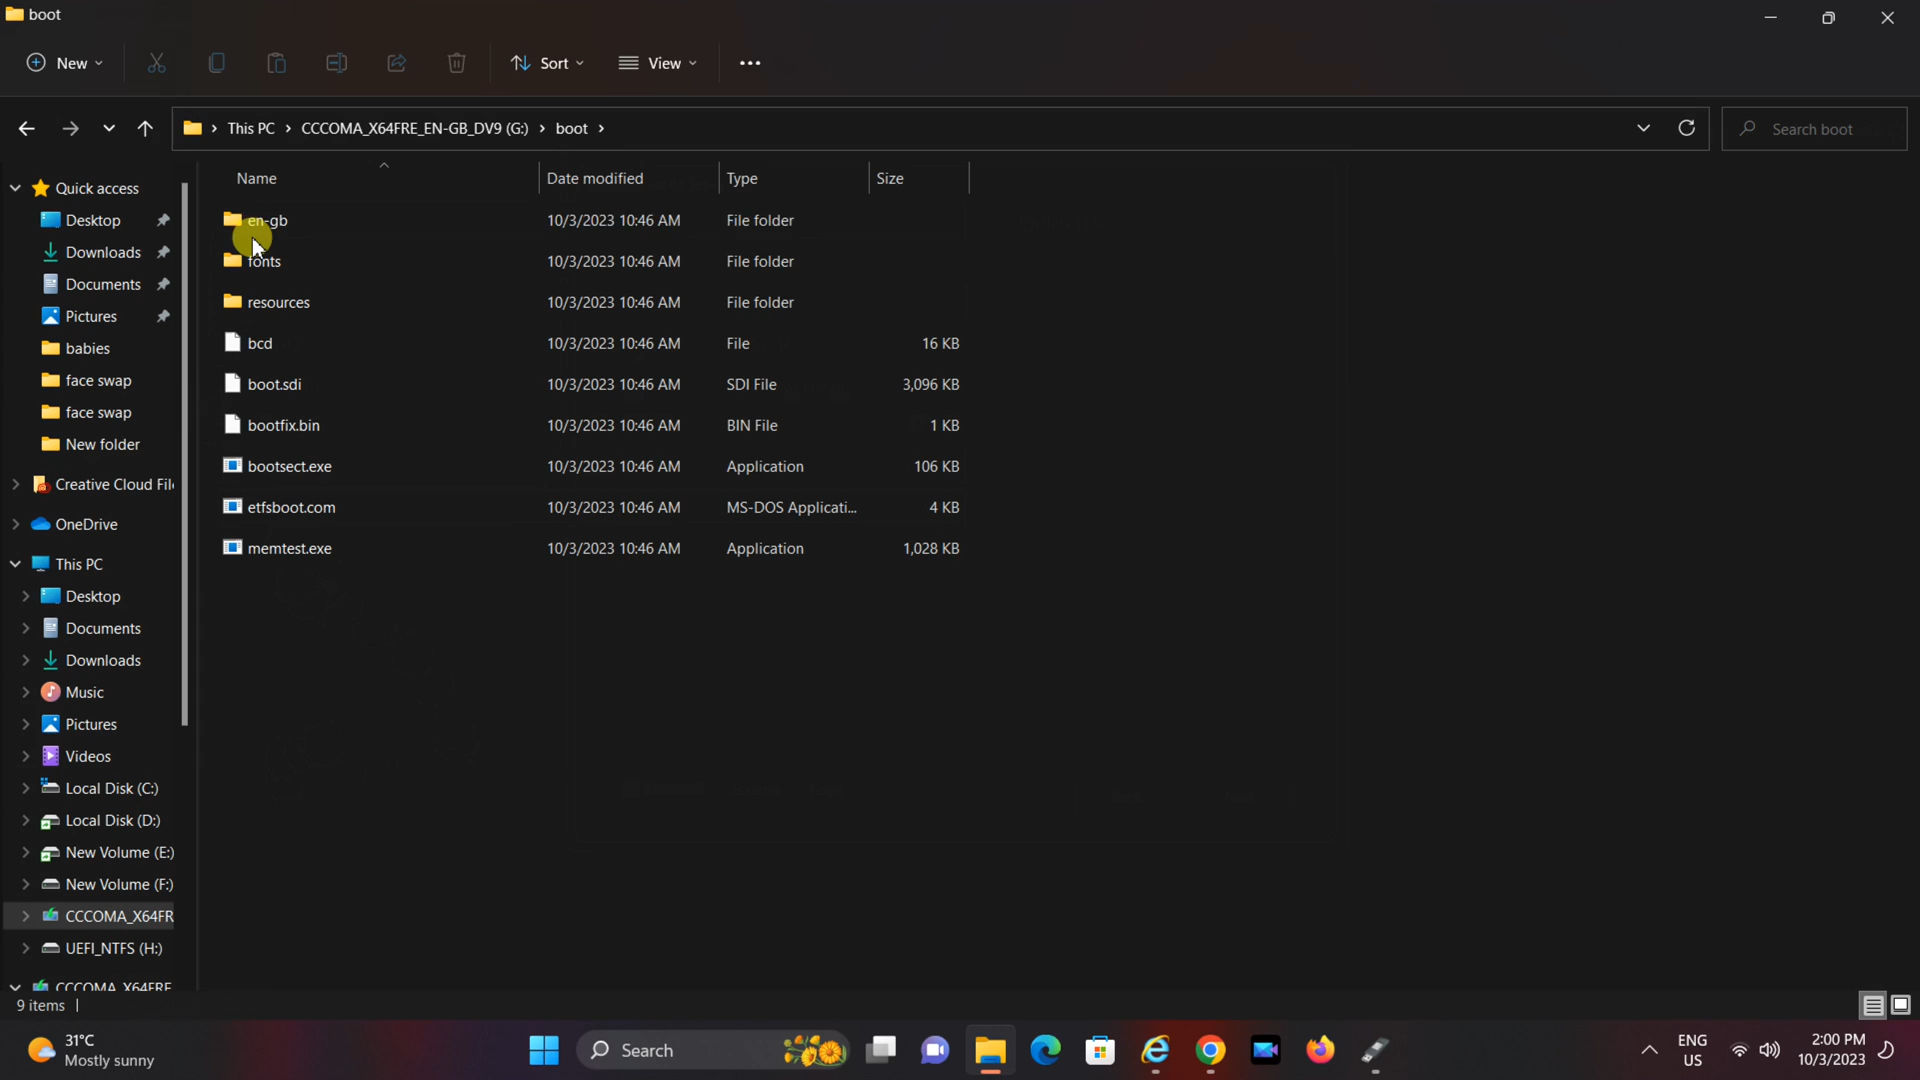 boot
New
Sort
View
This PC
CCCOMA_X64FRE_EN-GB_DV9 (G:)
boot
Search boot
Name
Date modified
Type
Size
en-gb 10/3/2023 10:46 AM File folder
fonts 10/3/2023 10:46 AM File folder
resources 10/3/2023 10:46 AM File folder
bcd 10/3/2023 10:46 AM File 16 KB
boot.sdi 10/3/2023 10:46 AM SDI File 3,096 KB
bootfix.bin 10/3/2023 10:46 AM BIN File 1 KB
bootsect.exe 10/3/2023 10:46 AM Application 106 KB
etfsboot.com 10/3/2023 10:46 AM MS-DOS Applicati... 4 KB
memtest.exe 10/3/2023 10:46 AM Application 1,028 KB
Quick access
Desktop
Downloads
Documents
Pictures
babies
face swap
face swap
New folder
Creative Cloud Fil
OneDrive
This PC
Desktop
Documents
Downloads
Music
Pictures
Videos
Local Disk (C:)
Local Disk (D:)
New Volume (E:)
New Volume (F:)
CCCOMA_X64FR
UEFI_NTFS (H:)
CCCOMA_X64FRE
9 items
31°C
Mostly sunny
Search
ENG
US
2:00 PM
10/3/2023